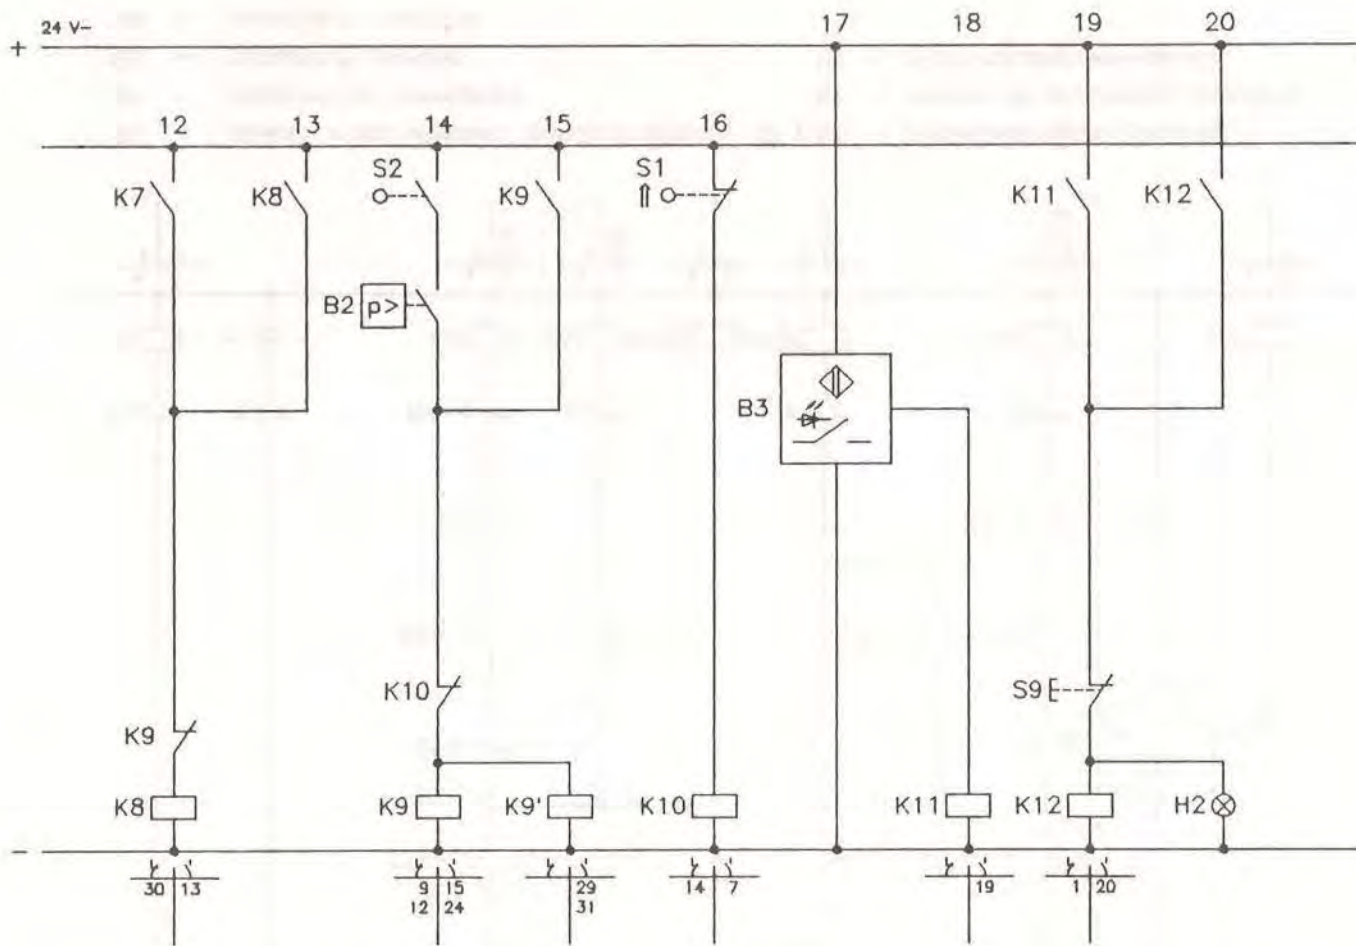 17 18 19 20
24 V-
+
12 13 14 15 16
S2 S1
K7 K8 K9 K11 K12
B2 p>
B3
K10 S9
K9
K8 K9 K9' K10 K11 K12 H2
-
30 13 9 15 29 14 7 19 1 20
12 24 31